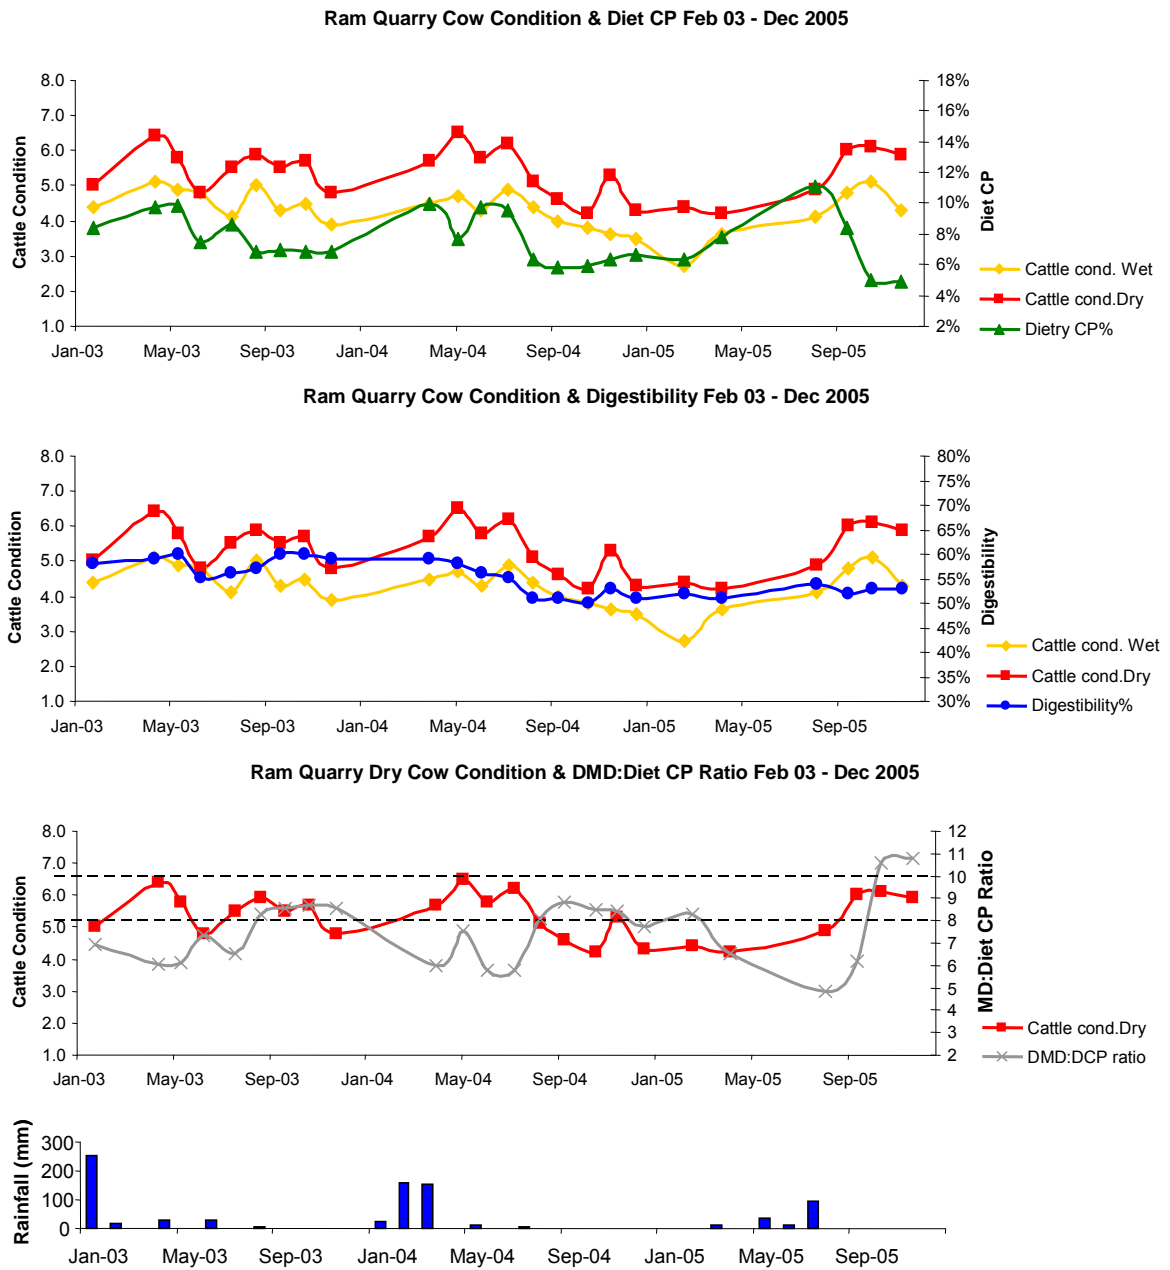 Ram Quarry Cow Condition & Diet CP Feb 03 - Dec 2005
Cattle Condition
8.0
7.0
6.0
5.0
4.0
3.0
2.0
1.0
Jan-03 May-03 Sep-03 Jan-04 May-04 Sep-04 Jan-05 May-05 Sep-05
18%
16%
14%
12%
10%
8%
6%
4%
2%
Diet CP
Cattle cond. Wet
Cattle cond.Dry
Dietry CP%
Ram Quarry Cow Condition & Digestibility Feb 03 - Dec 2005
Cattle Condition
8.0
7.0
6.0
5.0
4.0
3.0
2.0
1.0
Jan-03 May-03 Sep-03 Jan-04 May-04 Sep-04 Jan-05 May-05 Sep-05
80%
75%
70%
65%
60%
55%
50%
45%
40%
35%
30%
Digestibility
Cattle cond. Wet
Cattle cond.Dry
Digestibility%
Ram Quarry Dry Cow Condition & DMD:Diet CP Ratio Feb 03 - Dec 2005
Cattle Condition
8.0
7.0
6.0
5.0
4.0
3.0
2.0
1.0
Jan-03 May-03 Sep-03 Jan-04 May-04 Sep-04 Jan-05 May-05 Sep-05
12
11
10
9
8
7
6
5
4
3
2
MD:Diet CP Ratio
Cattle cond.Dry
DMD:DCP ratio
Rainfall (mm)
300
200
100
0
Jan-03 May-03 Sep-03 Jan-04 May-04 Sep-04 Jan-05 May-05 Sep-05